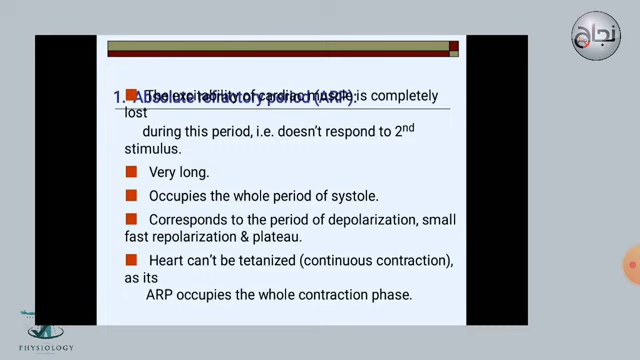 نجاح
1. Absolute refractory period (ARP):
The excitability of cardiac muscle is completely
lost
during this period, i.e. doesn't respond to 2nd
stimulus.
Very long.
Occupies the whole period of systole.
Corresponds to the period of depolarization, small
fast repolarization & plateau.
Heart can't be tetanized (continuous contraction),
as its
ARP occupies the whole contraction phase.
PHYSIOLOGY